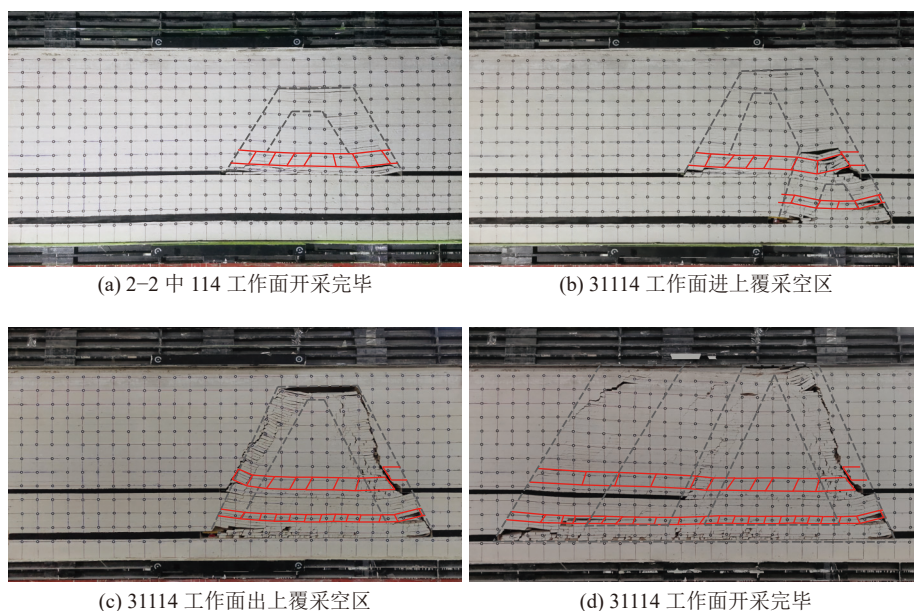 (a) 2−2 中 114 工作面开采完毕
(b) 31114 工作面进上覆采空区
(c) 31114 工作面出上覆采空区
(d) 31114 工作面开采完毕